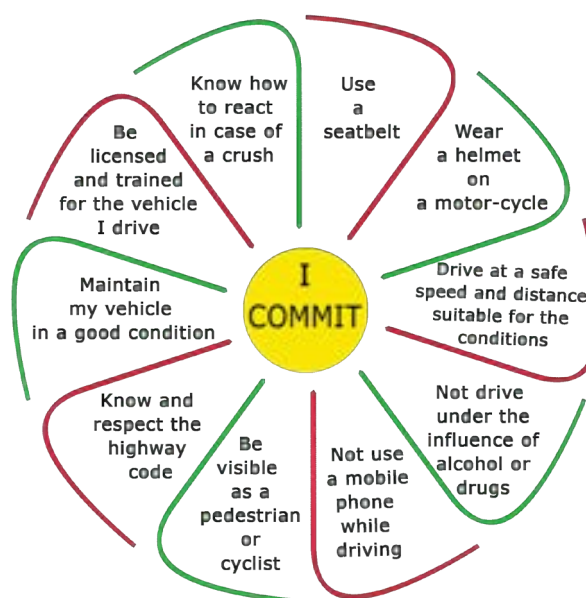 I
COMMIT
Use
a
seatbelt
Wear
a helmet
on
a motor-cycle
Drive at a safe
speed and distance
suitable for the
conditions
Not drive
under the
influence of
alcohol or
drugs
Not use
a mobile
phone
while
driving
Be
visible
as a
pedestrian
or
cyclist
Know and
respect the
highway
code
Maintain
my vehicle
in a good condition
Be
licensed
and trained
for the vehicle
I drive
Know how
to react
in case of
a crush